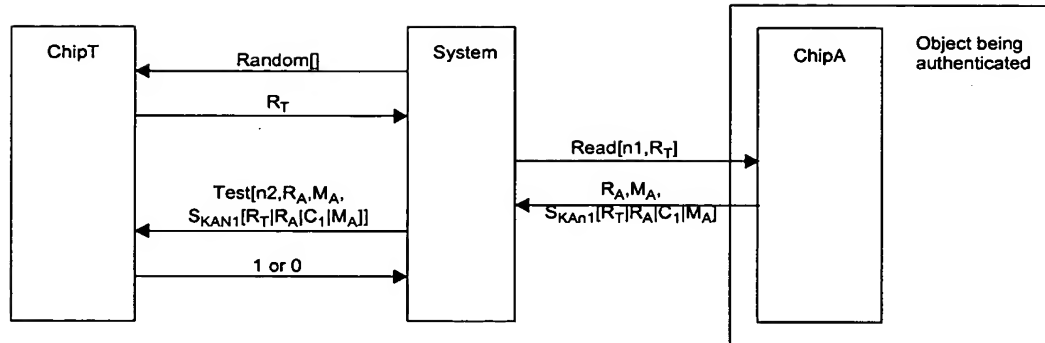 ChipT
System
ChipA
Object being
authenticated
Random[]
R_T
Read[n1,R_T]
Test[n2,R_A,M_A,
S_KAN1[R_T|R_A|C_1|M_A]]
R_A,M_A,
S_KAn1[R_T|R_A|C_1|M_A]
1 or 0